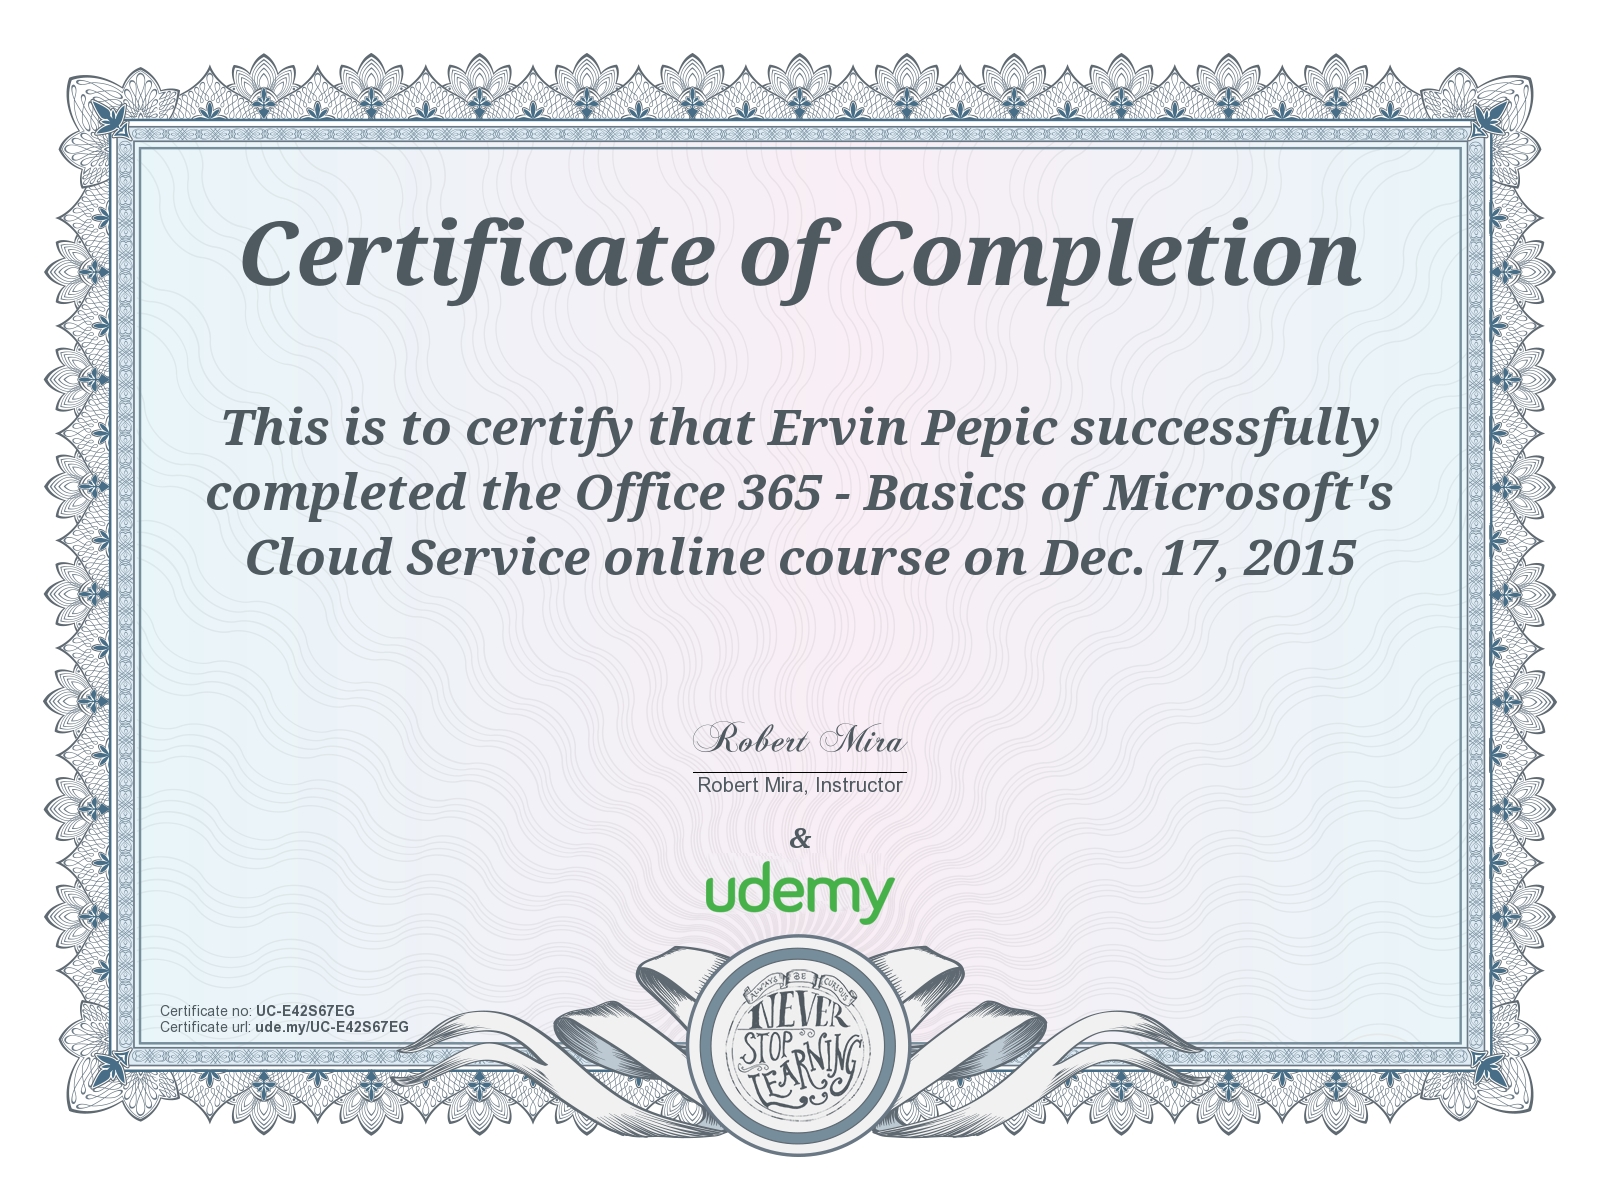 Certificate of Completion
This is to certify that Ervin Pepic successfully
completed the Office 365 - Basics of Microsoft's
Cloud Service online course on Dec. 17, 2015
Robert Mira
Robert Mira, Instructor
&
udemy
Certificate no: UC-E42S67EG
Certificate url: ude.my/UC-E42S67EG
ALWAYS BE CURIOUS
NEVER
STOP
LEARNING